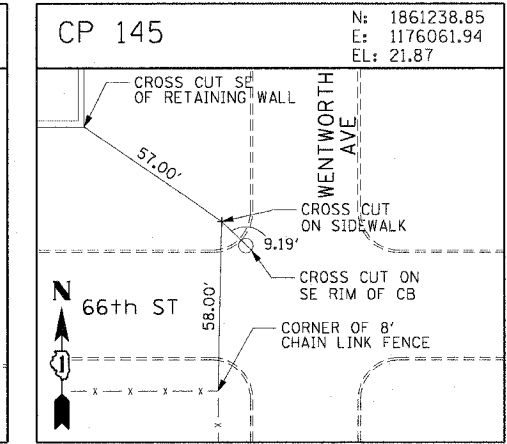 CP 145
N: 1861238.85
E: 1176061.94
EL: 21.87
CROSS CUT SE
OF RETAINING WALL
WENTWORTH
AVE
57.00'
CROSS CUT
ON SIDEWALK
9.19'
CROSS CUT ON
SE RIM OF CB
N
66th ST
58.00'
CORNER OF 8'
CHAIN LINK FENCE
1
x x x x
x